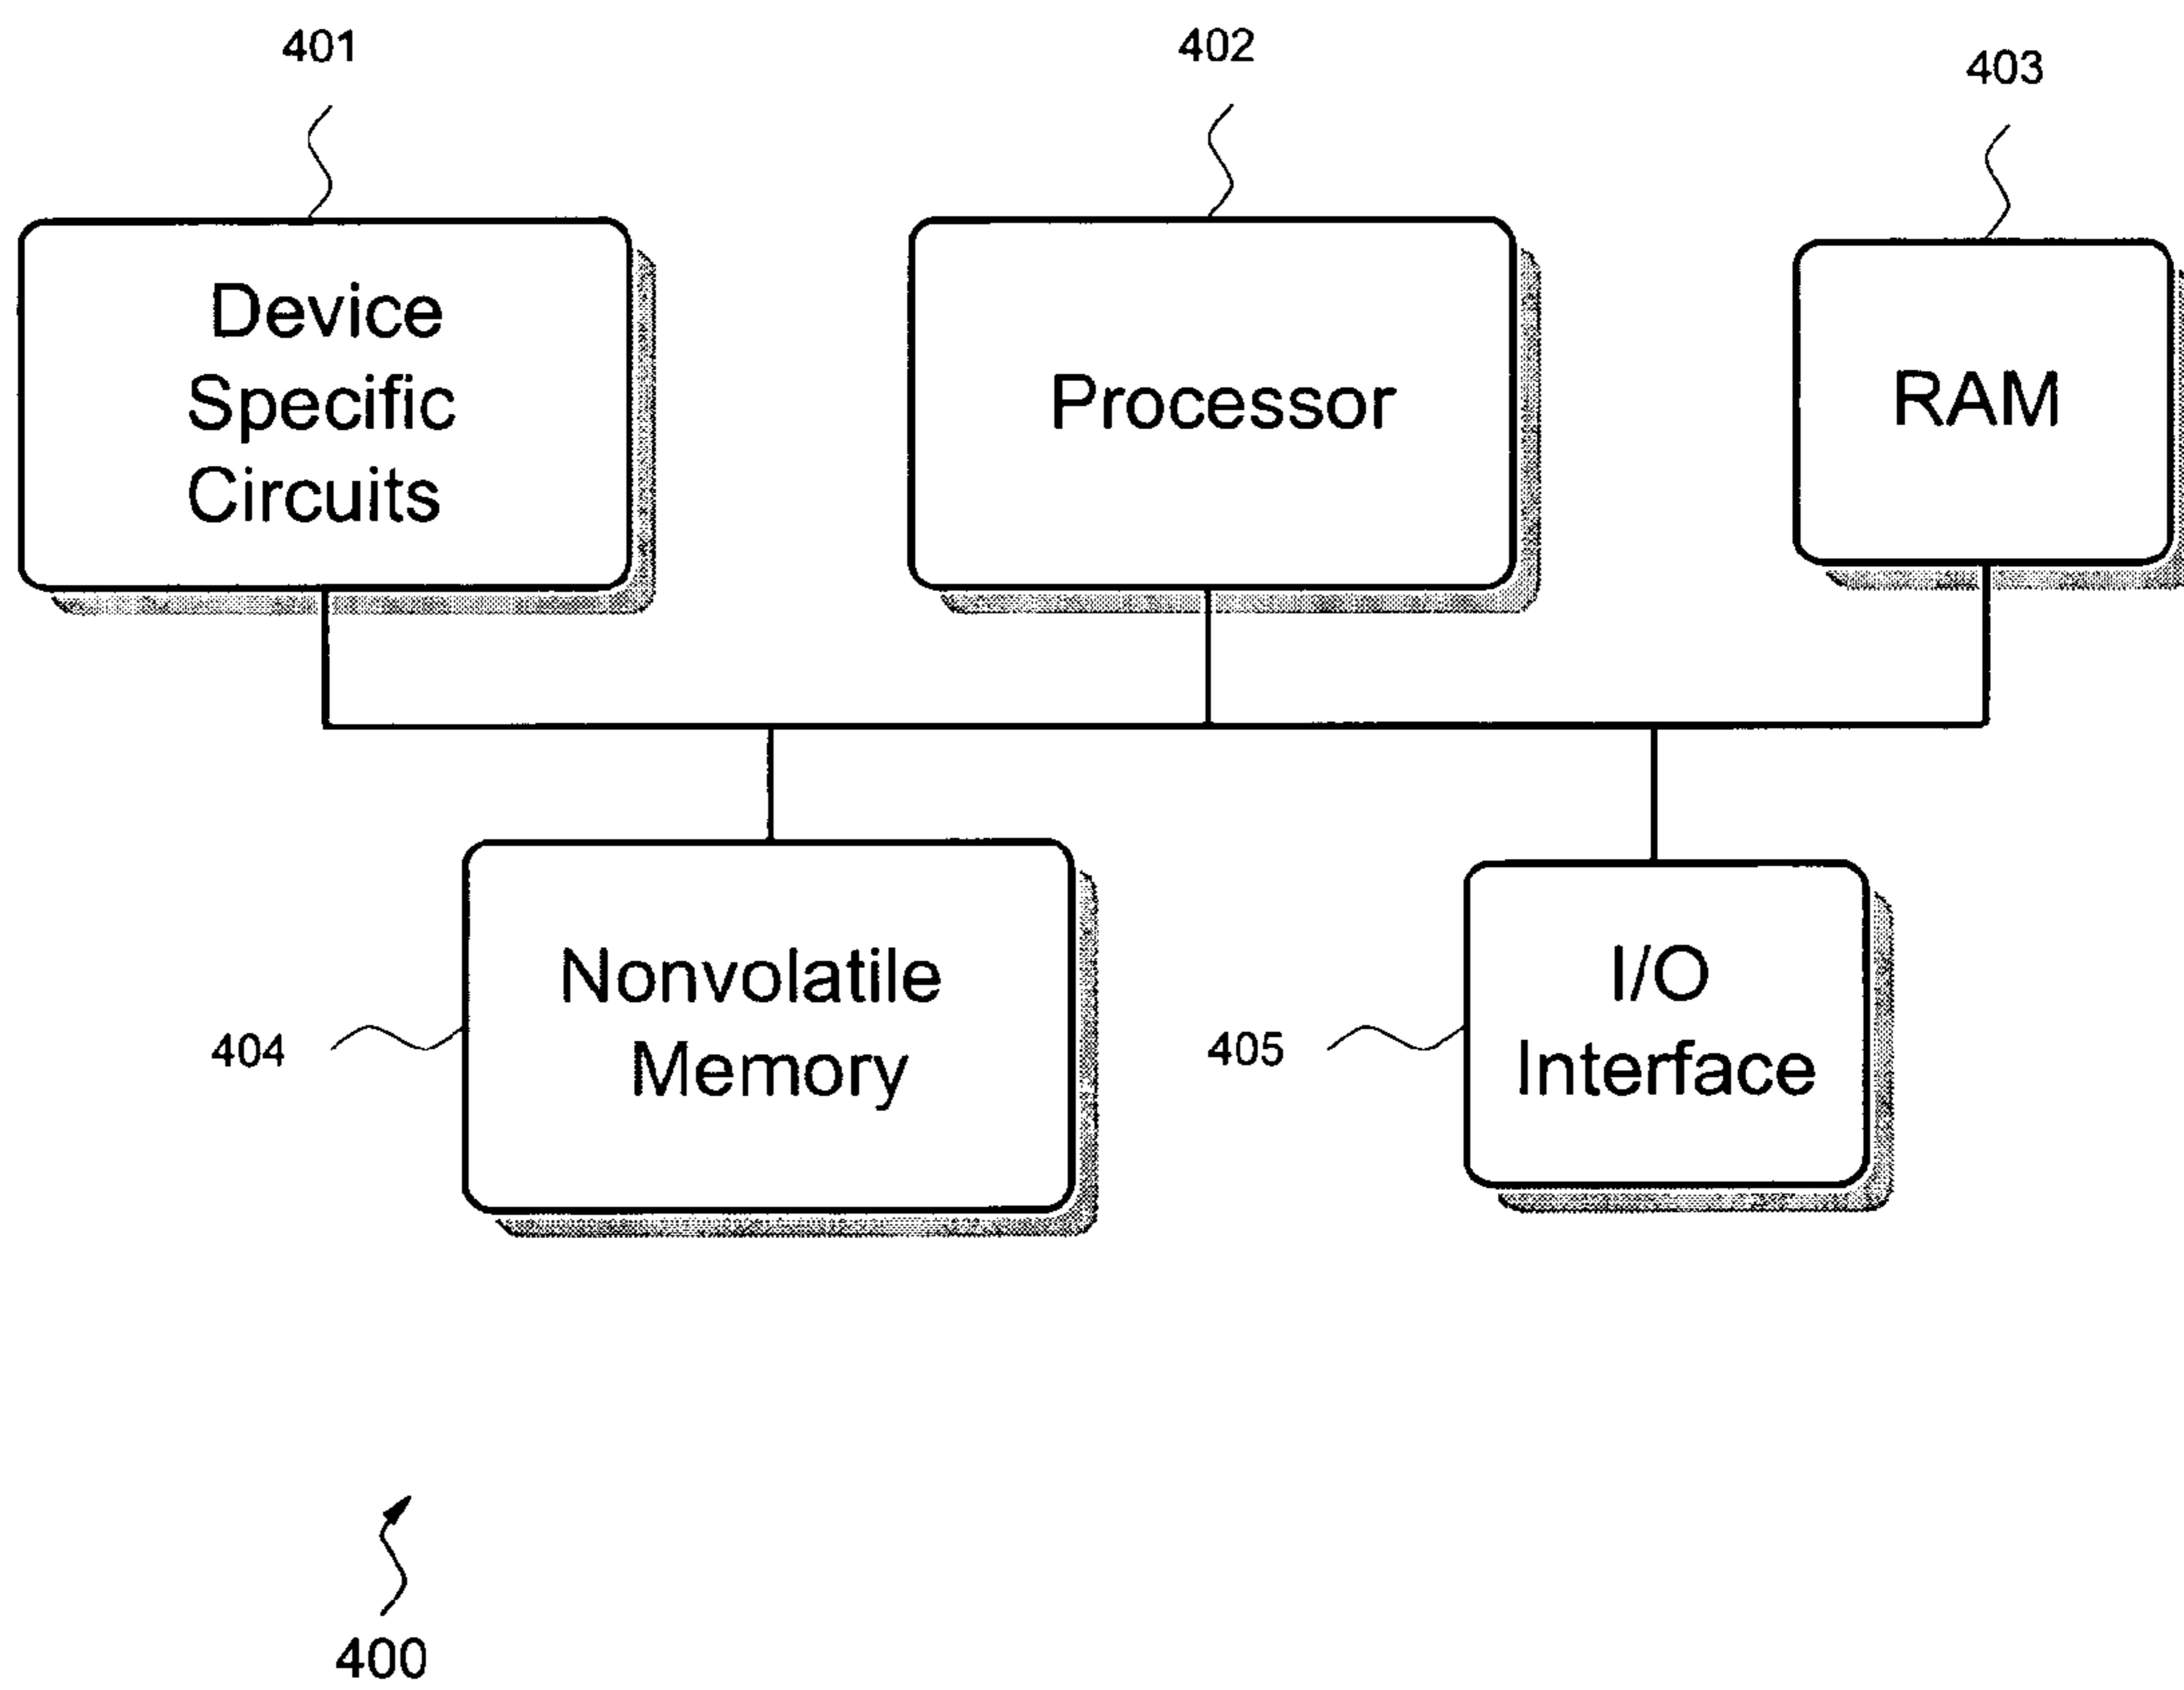 401
402
403
Device
Specific
Circuits
Processor
RAM
Nonvolatile
Memory
404
I/O
Interface
405
400